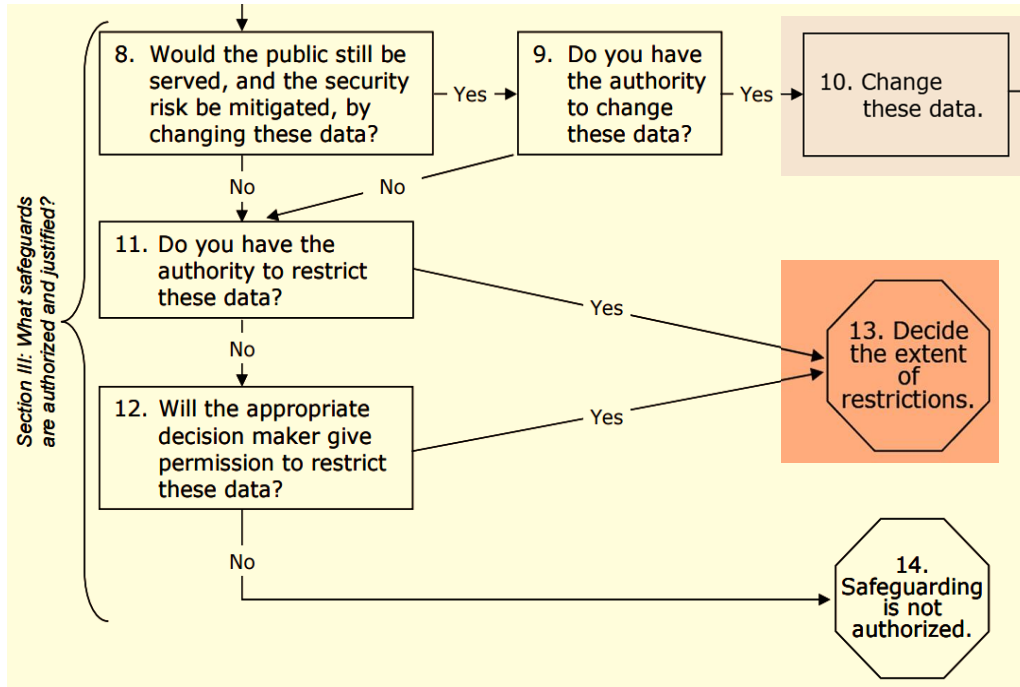 Section III: What safeguards
are authorized and justified?
8. Would the public still be
served, and the security
risk be mitigated, by
changing these data?
Yes
9. Do you have
the authority
to change
these data?
Yes
10. Change
these data.
No
No
11. Do you have the
authority to restrict
these data?
Yes
13. Decide
the extent
of
restrictions.
No
12. Will the appropriate
decision maker give
permission to restrict
these data?
Yes
No
14.
Safeguarding
is not
authorized.